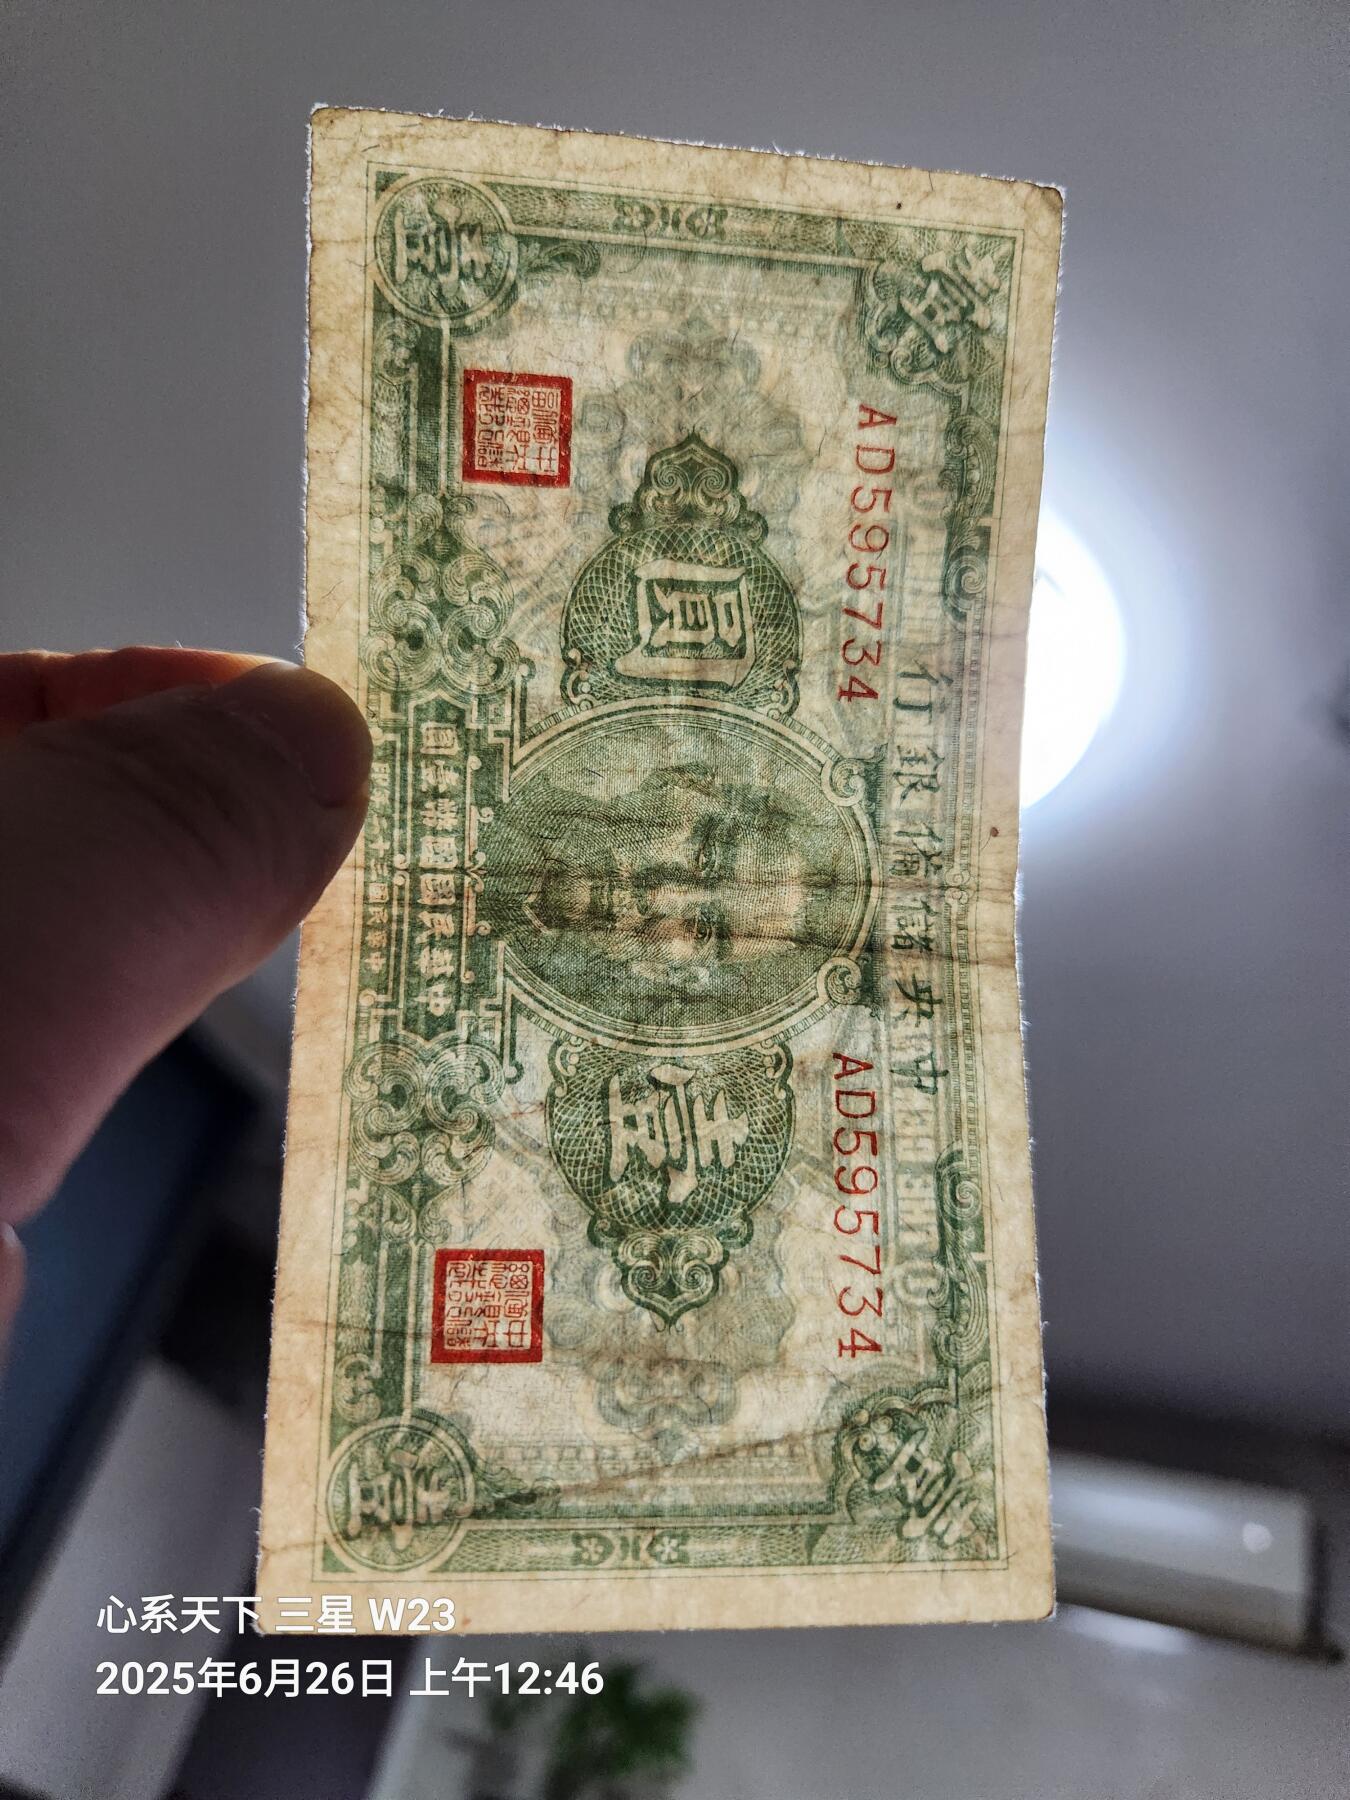 中央儲備銀行
壹
壹
AD595734
AD595734
圓
壹
中華民國國幣壹圓
中華民國二十九年印
壹
壹
心系天下 三星 W23
2025年6月26日 上午12:46